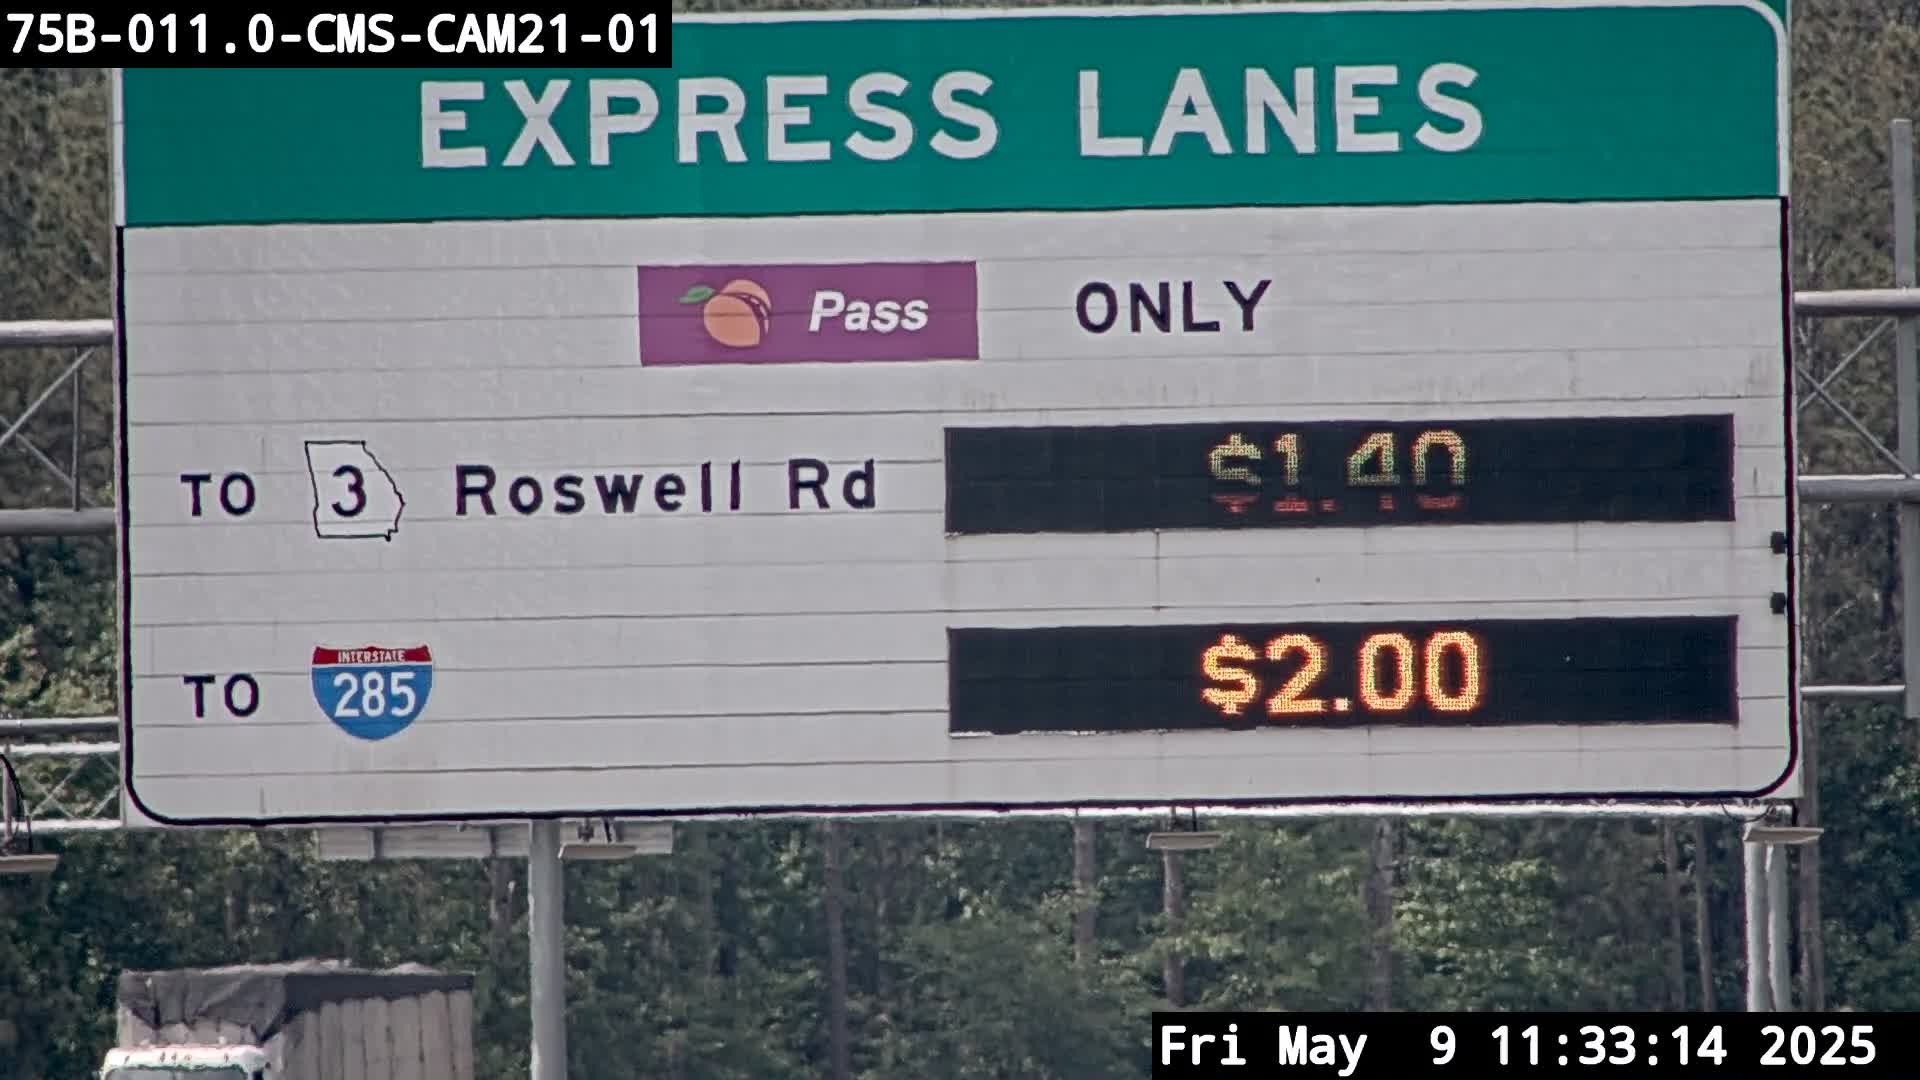 75B-011.0-CMS-CAM21-01
EXPRESS LANES
Pass ONLY
TO 3 Roswell Rd $1.40
TO INTERSTATE 285 $2.00
Fri May 9 11:33:14 2025